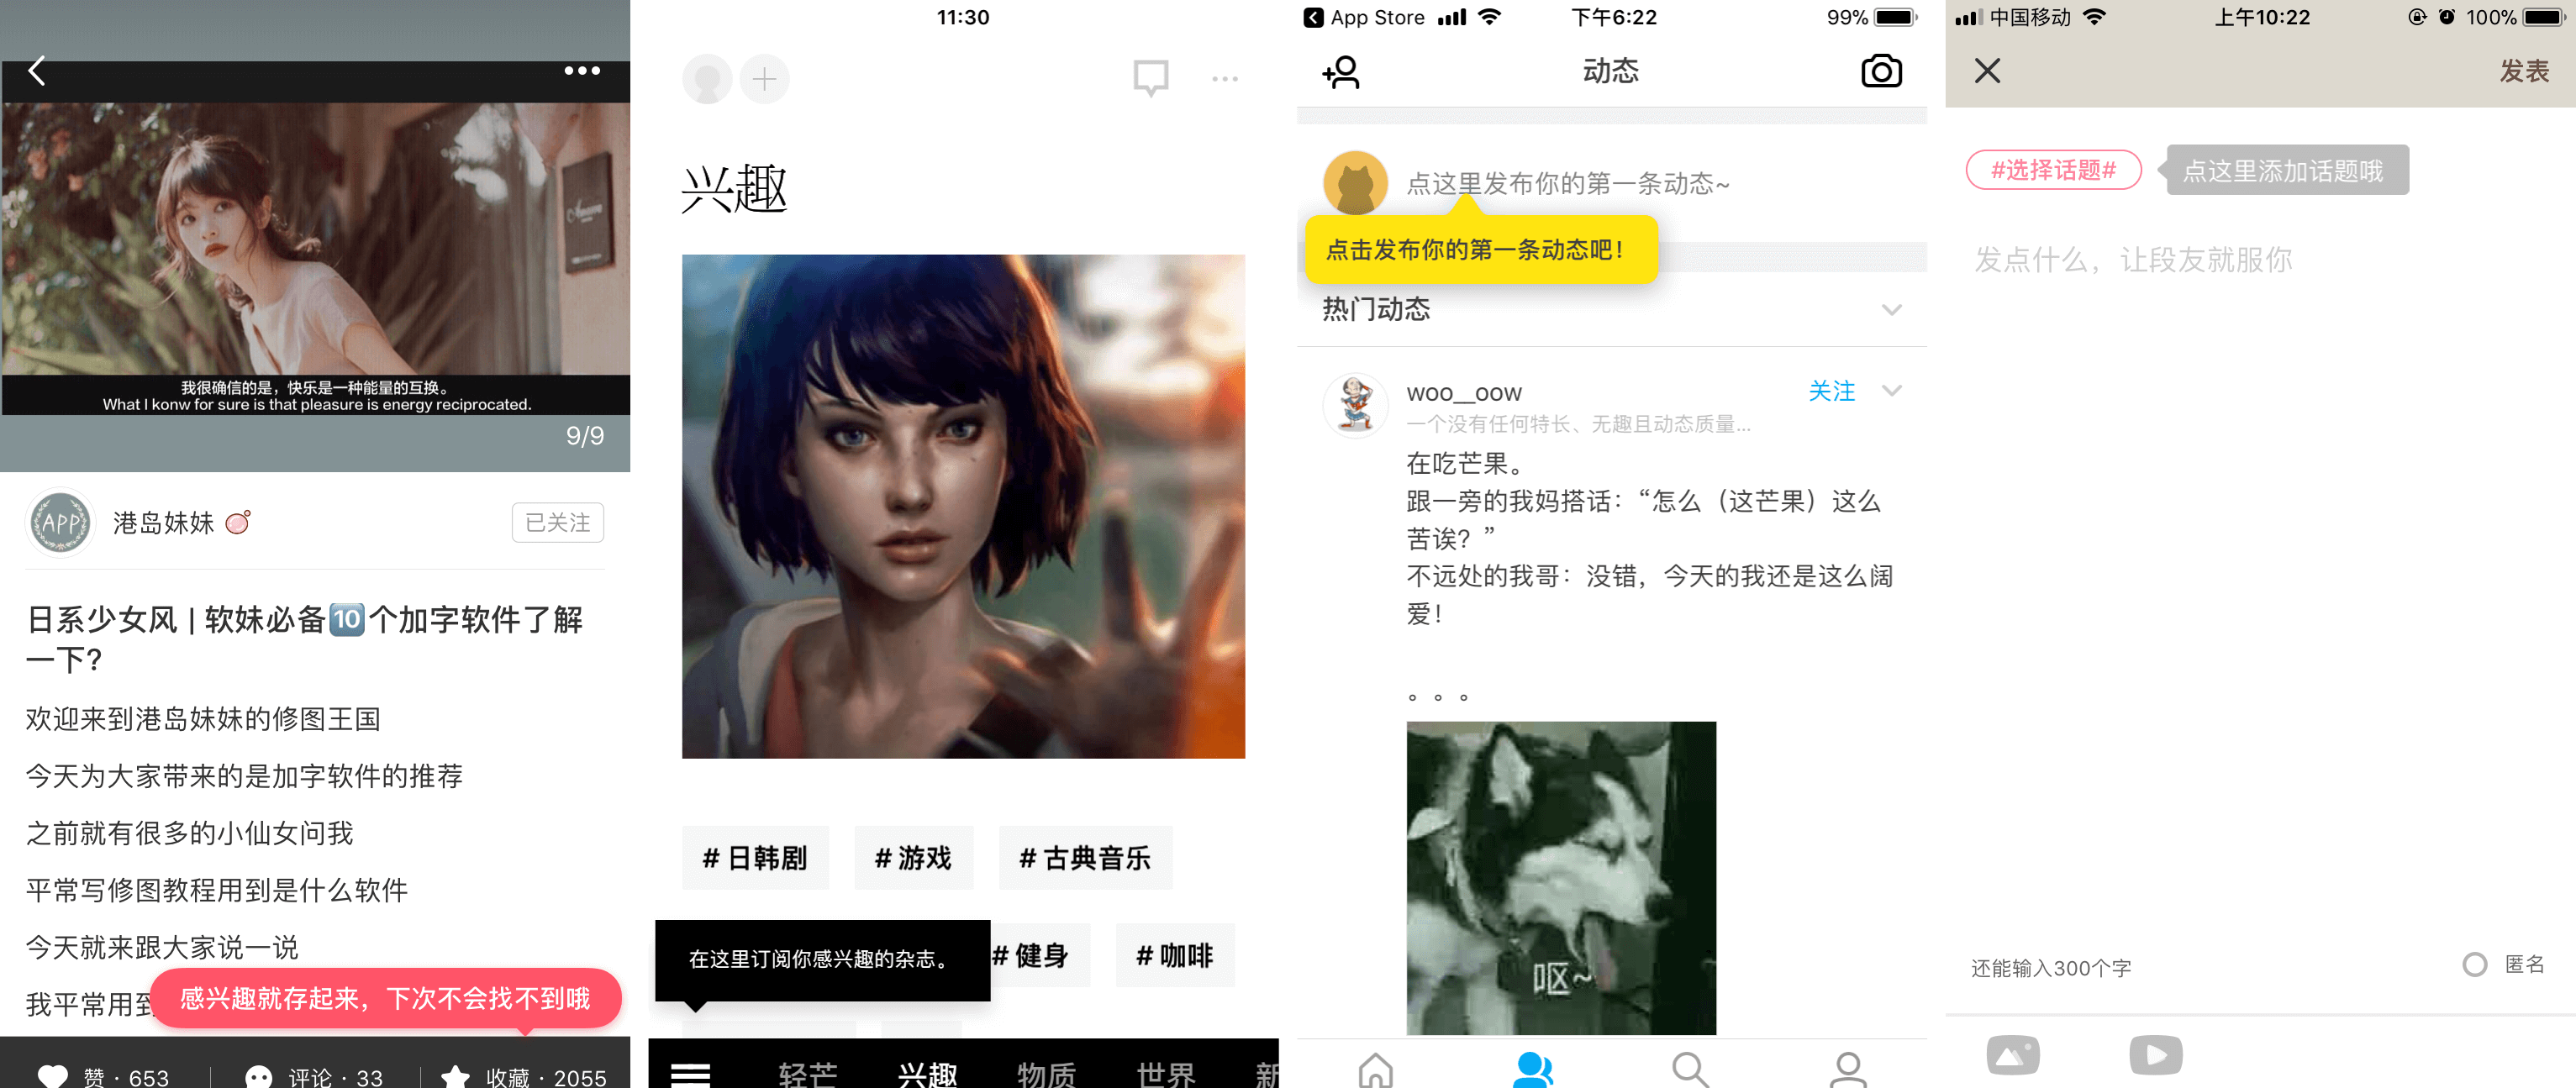 我很确信的是，快乐是一种能量的互换。
What I konw for sure is that pleasure is energy reciprocated.
9/9
APP
港岛妹妹
已关注
日系少女风 | 软妹必备🔟个加字软件了解
一下?
欢迎来到港岛妹妹的修图王国
今天为大家带来的是加字软件的推荐
之前就有很多的小仙女问我
平常写修图教程用到是什么软件
今天就来跟大家说一说
我平常用到
感兴趣就存起来，下次不会找不到哦
赞 · 653
评论 · 33
收藏 · 2055
11:30
兴趣
# 日韩剧
# 游戏
# 古典音乐
# 健身
# 咖啡
在这里订阅你感兴趣的杂志。
轻芒
兴趣
物质
世界
新
App Store
下午6:22
99%
动态
点这里发布你的第一条动态~
点击发布你的第一条动态吧！
热门动态
woo__oow
关注
一个没有任何特长、无趣且动态质量...
在吃芒果。
跟一旁的我妈搭话：“怎么（这芒果）这么
苦诶？”
不远处的我哥：没错，今天的我还是这么阔
爱！
。。。
呕~
中国移动
上午10:22
100%
发表
#选择话题#
点这里添加话题哦
发点什么，让段友就服你
还能输入300个字
匿名